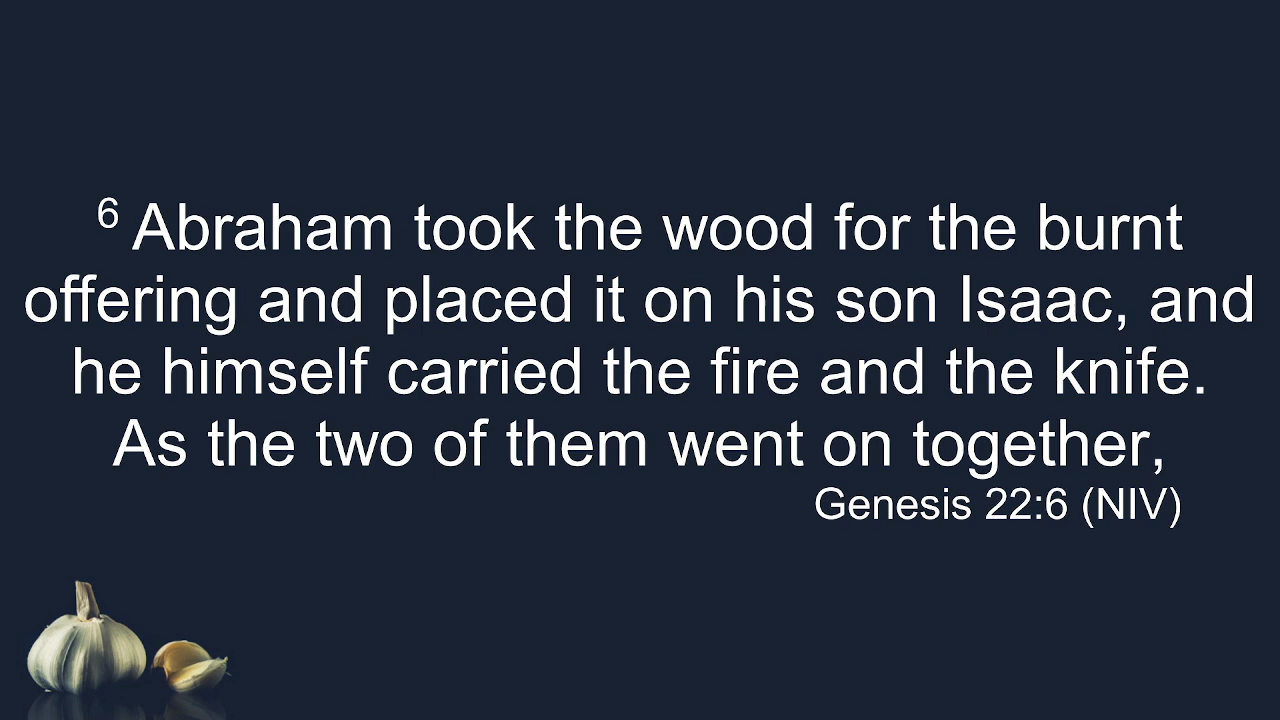 6 Abraham took the wood for the burnt
offering and placed it on his son Isaac, and
he himself carried the fire and the knife.
As the two of them went on together,
Genesis 22:6 (NIV)